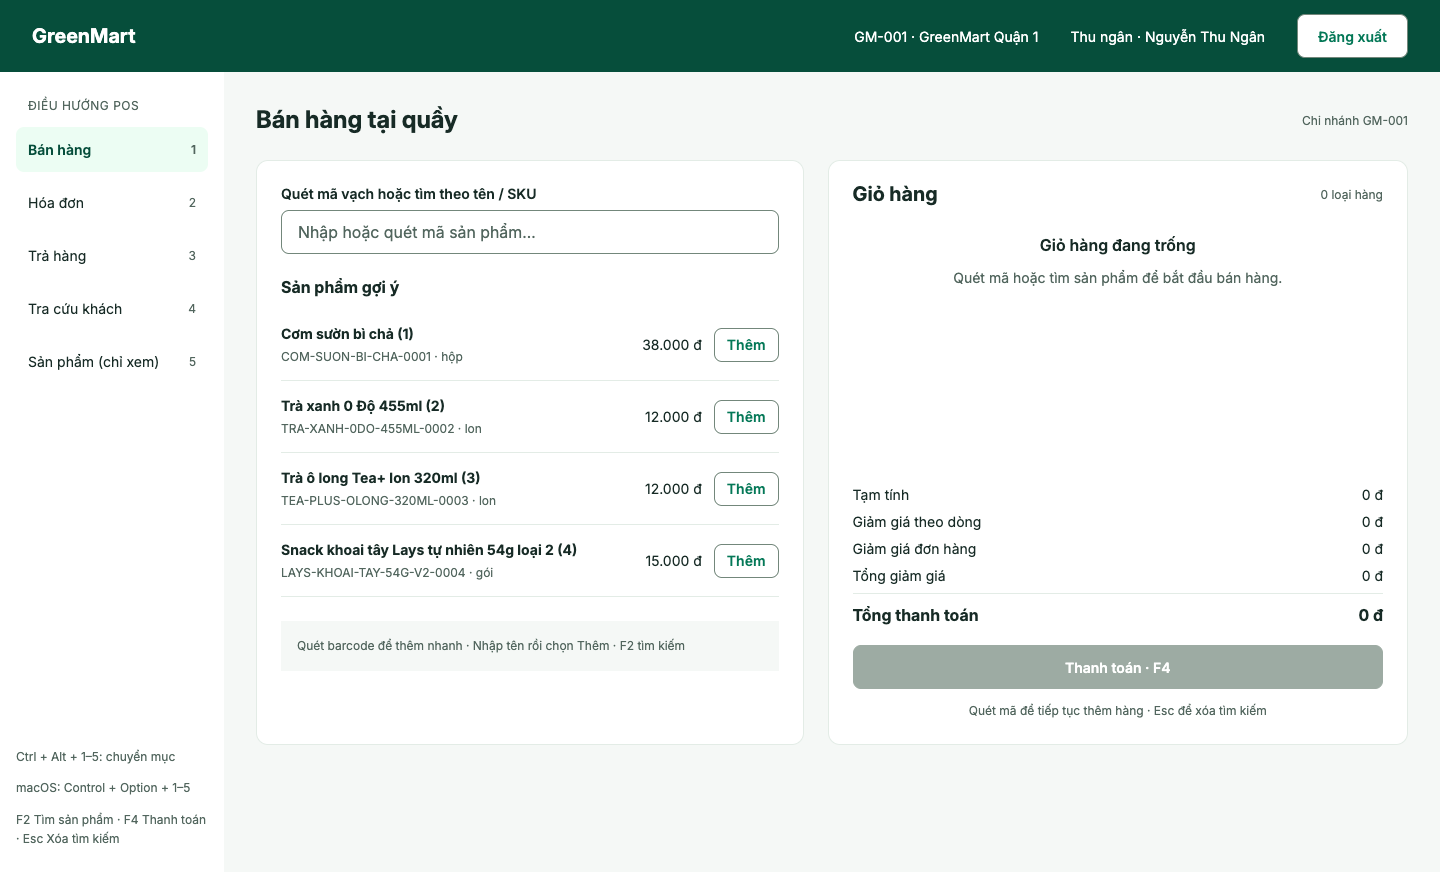 GreenMart
GM-001 · GreenMart Quận 1
Thu ngân · Nguyễn Thu Ngân
Đăng xuất
ĐIỀU HƯỚNG POS
Bán hàng 1
Hóa đơn 2
Trả hàng 3
Tra cứu khách 4
Sản phẩm (chỉ xem) 5
Ctrl + Alt + 1–5: chuyển mục
macOS: Control + Option + 1–5
F2 Tìm sản phẩm · F4 Thanh toán
· Esc Xóa tìm kiếm
Bán hàng tại quầy
Chi nhánh GM-001
Quét mã vạch hoặc tìm theo tên / SKU
Nhập hoặc quét mã sản phẩm...
Sản phẩm gợi ý
Cơm sườn bì chả (1)
COM-SUON-BI-CHA-0001 · hộp
38.000 đ Thêm
Trà xanh 0 Độ 455ml (2)
TRA-XANH-0DO-455ML-0002 · lon
12.000 đ Thêm
Trà ô long Tea+ lon 320ml (3)
TEA-PLUS-OLONG-320ML-0003 · lon
12.000 đ Thêm
Snack khoai tây Lays tự nhiên 54g loại 2 (4)
LAYS-KHOAI-TAY-54G-V2-0004 · gói
15.000 đ Thêm
Quét barcode để thêm nhanh · Nhập tên rồi chọn Thêm · F2 tìm kiếm
Giỏ hàng
0 loại hàng
Giỏ hàng đang trống
Quét mã hoặc tìm sản phẩm để bắt đầu bán hàng.
Tạm tính 0 đ
Giảm giá theo dòng 0 đ
Giảm giá đơn hàng 0 đ
Tổng giảm giá 0 đ
Tổng thanh toán 0 đ
Thanh toán · F4
Quét mã để tiếp tục thêm hàng · Esc để xóa tìm kiếm